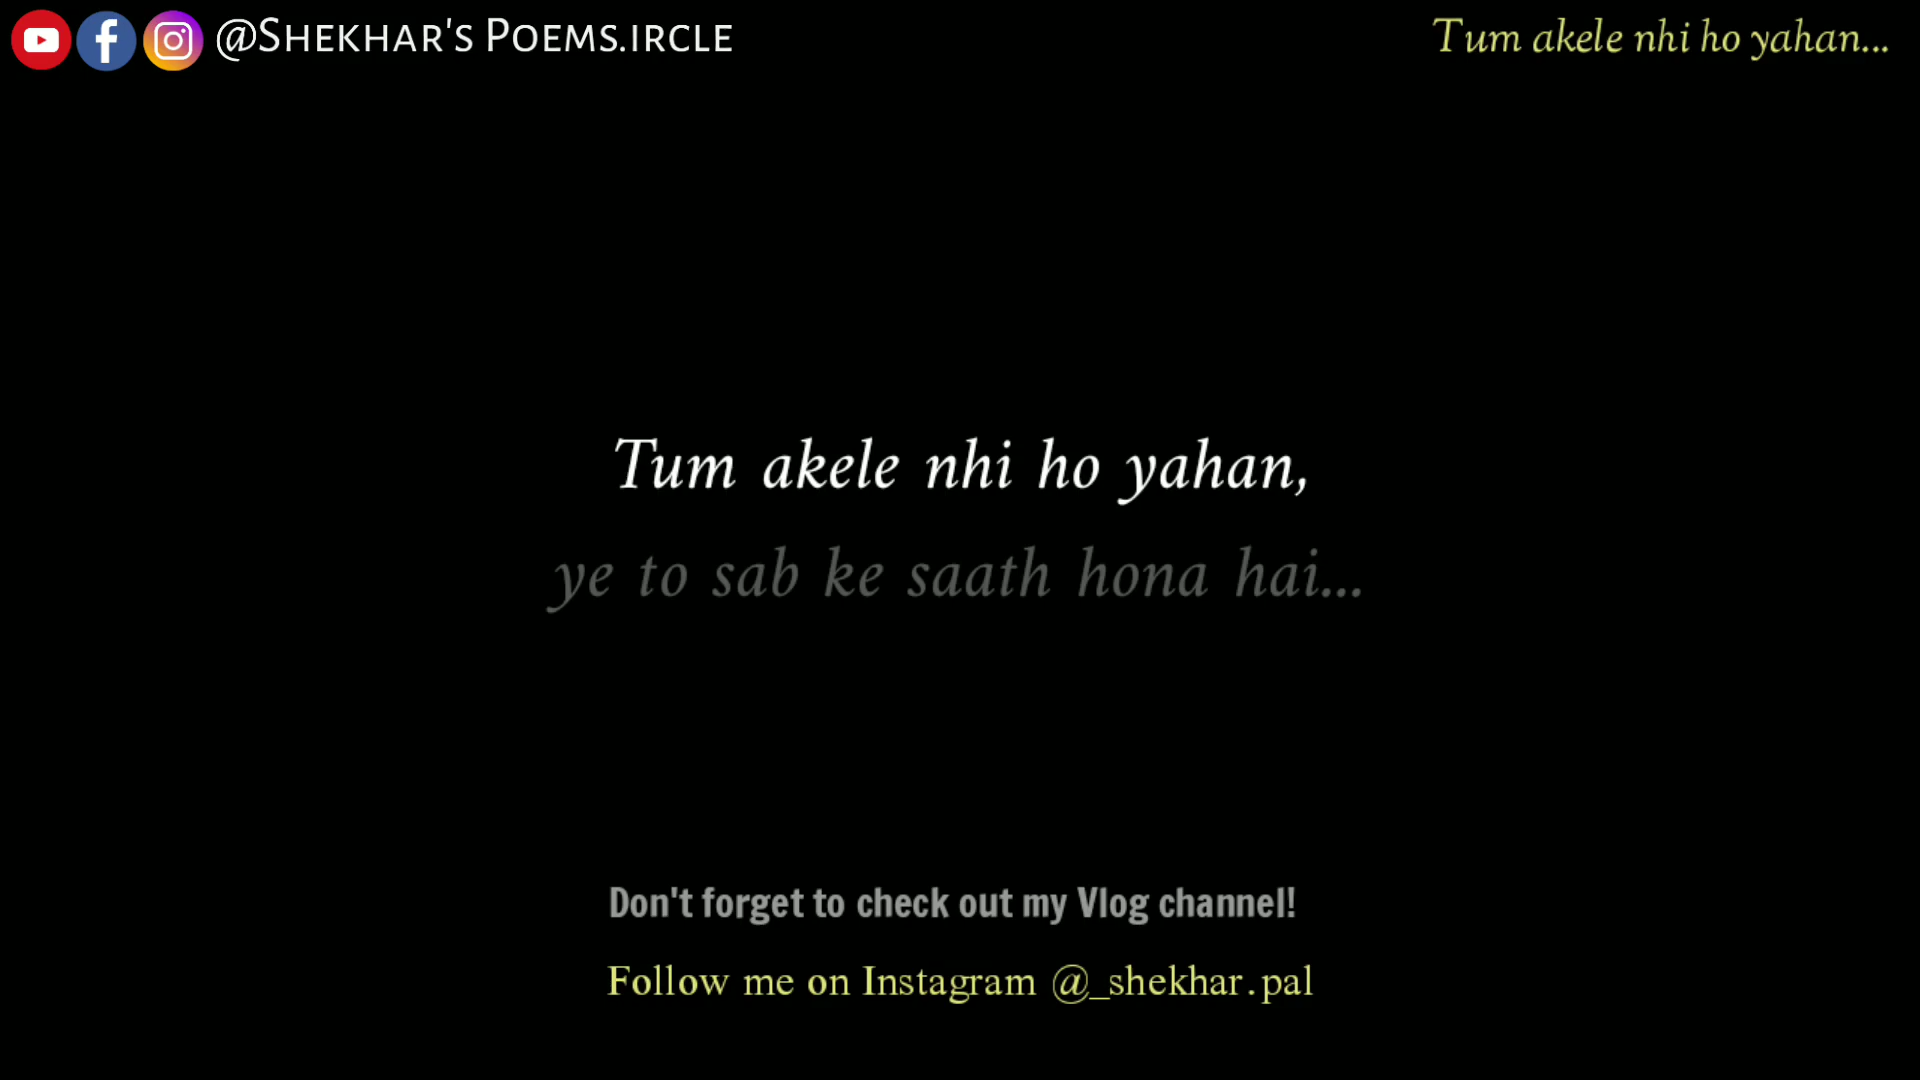 @Shekhar's Poems.ircle
Tum akele nhi ho yahan...
Tum akele nhi ho yahan,
ye to sab ke saath hona hai...
Don't forget to check out my Vlog channel!
Follow me on Instagram @_shekhar.pal